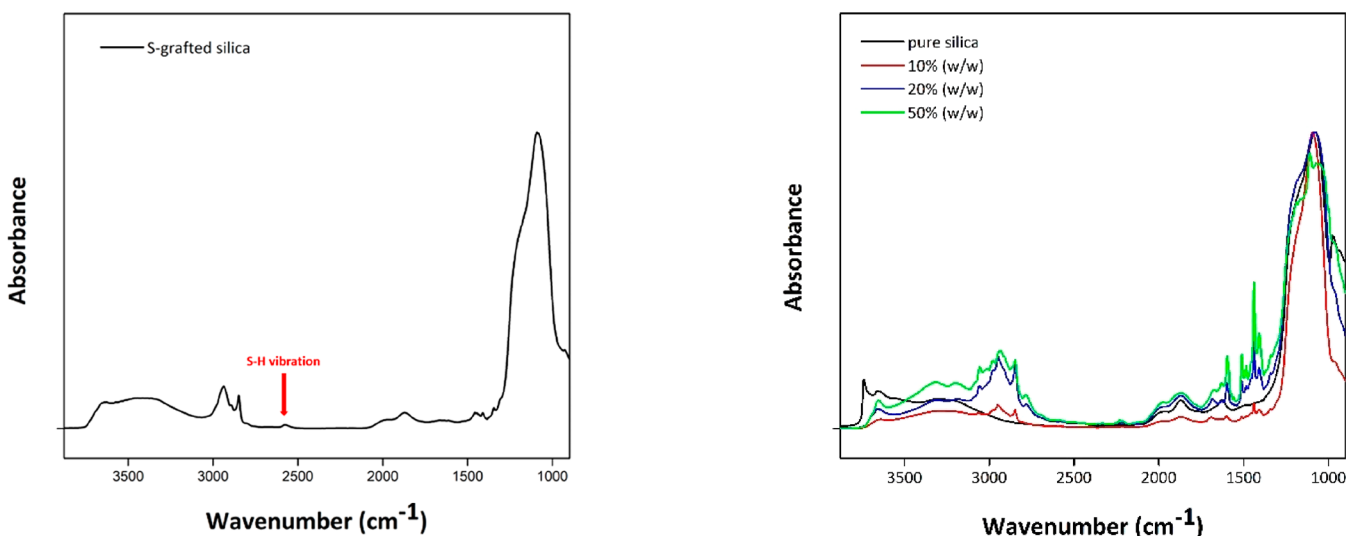 S-grafted silica
S-H vibration
Absorbance
3500 3000 2500 2000 1500 1000
Wavenumber (cm-1)
pure silica
10% (w/w)
20% (w/w)
50% (w/w)
Absorbance
3500 3000 2500 2000 1500 1000
Wavenumber (cm-1)